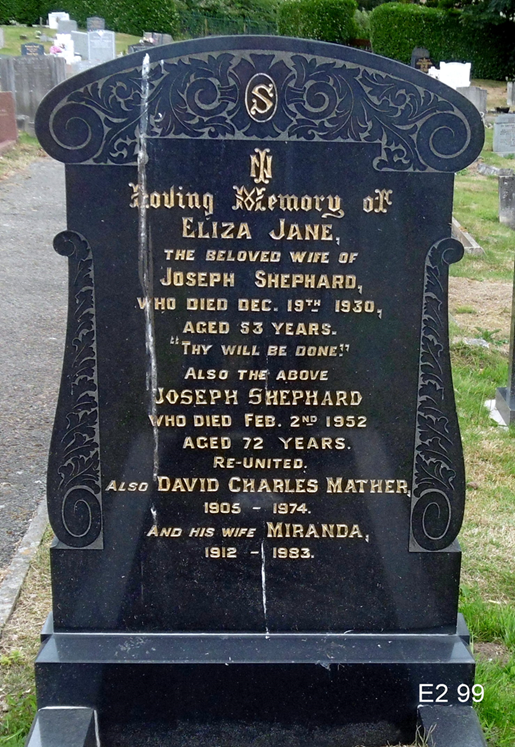 S
IN
Loving Memory of
ELIZA JANE,
THE BELOVED WIFE OF
JOSEPH SHEPHARD,
WHO DIED DEC. 19TH 1930,
AGED 53 YEARS.
"THY WILL BE DONE."
ALSO THE ABOVE
JOSEPH SHEPHARD
WHO DIED FEB. 2ND 1952
AGED 72 YEARS.
RE-UNITED.
ALSO DAVID CHARLES MATHER,
1905 - 1974.
AND HIS WIFE MIRANDA,
1912 - 1983.
E2 99